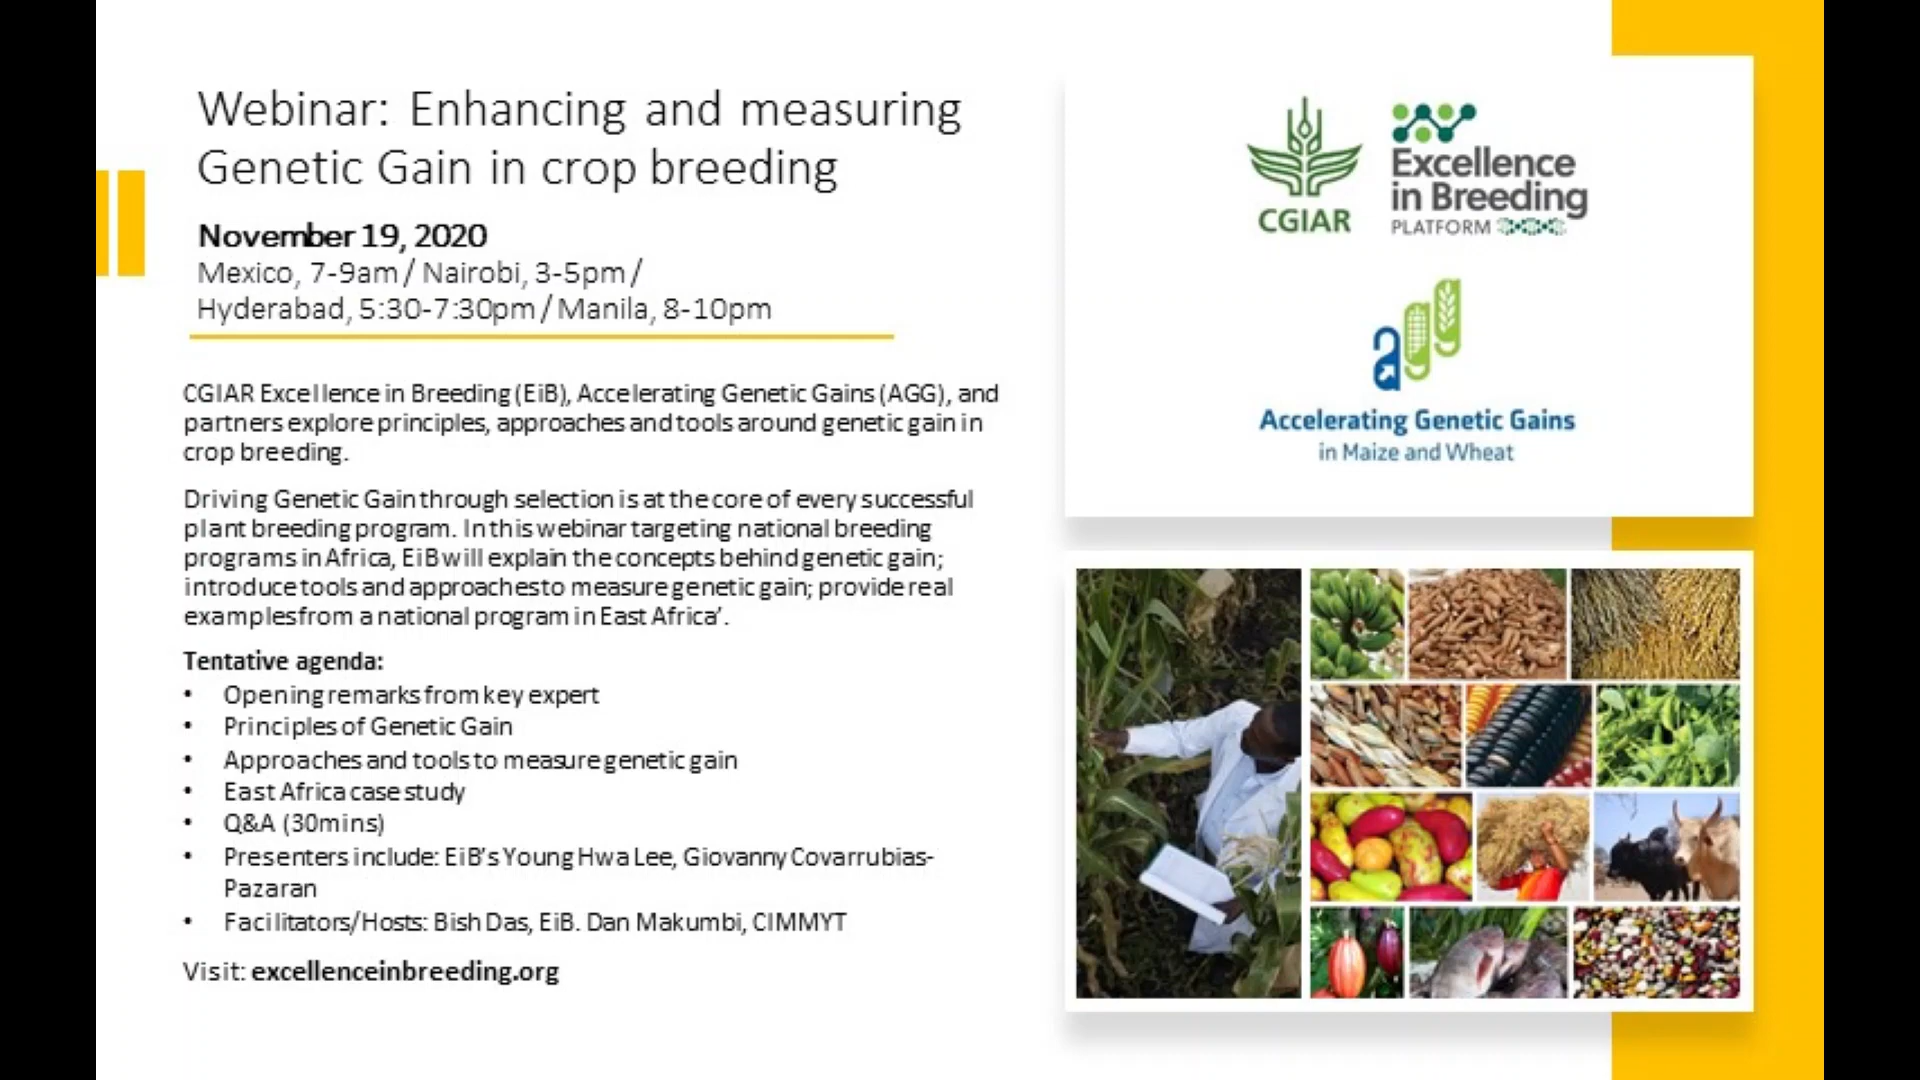 Webinar: Enhancing and measuring
Genetic Gain in crop breeding
November 19, 2020
Mexico, 7-9am / Nairobi, 3-5pm /
Hyderabad, 5:30-7:30pm / Manila, 8-10pm
CGIAR Excellence in Breeding (EiB), Accelerating Genetic Gains (AGG), and
partners explore principles, approaches and tools around genetic gain in
crop breeding.
Driving Genetic Gain through selection is at the core of every successful
plant breeding program. In this webinar targeting national breeding
programs in Africa, EiB will explain the concepts behind genetic gain;
introduce tools and approaches to measure genetic gain; provide real
examples from a national program in East Africa’.
Tentative agenda:
• Opening remarks from key expert
• Principles of Genetic Gain
• Approaches and tools to measure genetic gain
• East Africa case study
• Q&A (30mins)
• Presenters include: EiB’s Young Hwa Lee, Giovanny Covarrubias-
Pazaran
• Facilitators/Hosts: Bish Das, EiB. Dan Makumbi, CIMMYT
Visit: excellenceinbreeding.org
CGIAR
Excellence
in Breeding
PLATFORM
agg
Accelerating Genetic Gains
in Maize and Wheat